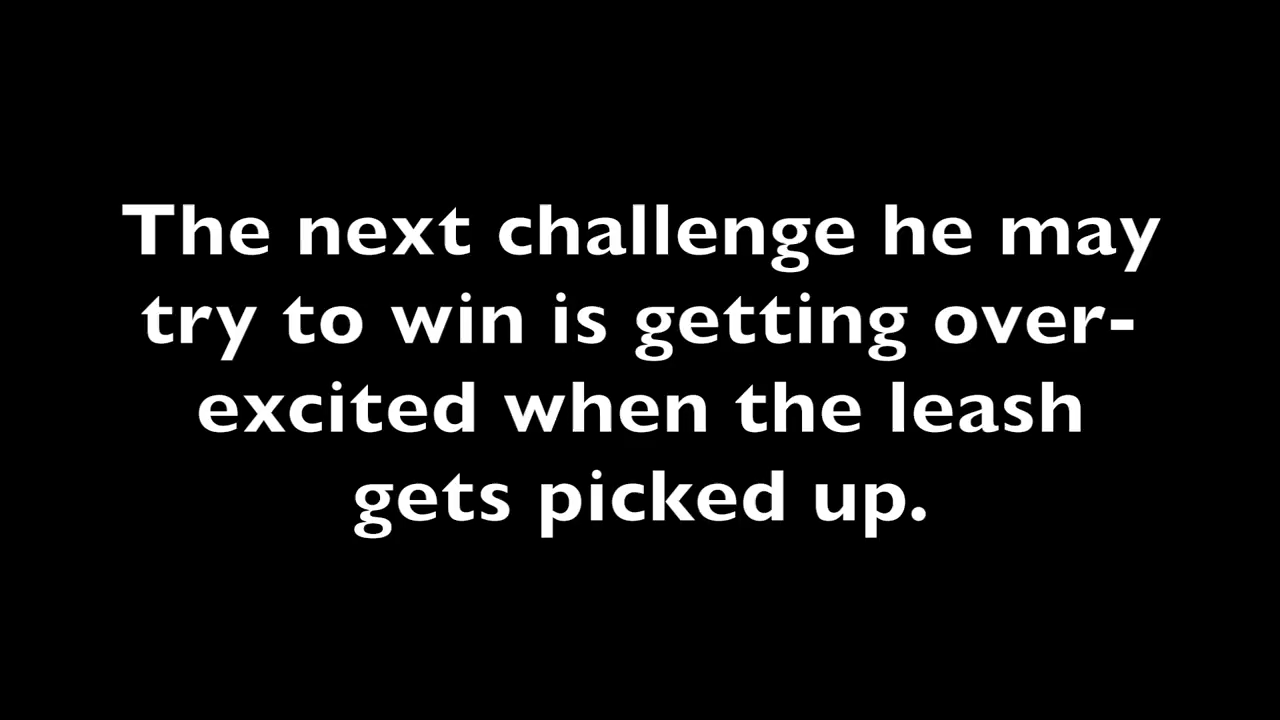 The next challenge he may
try to win is getting over-
excited when the leash
gets picked up.